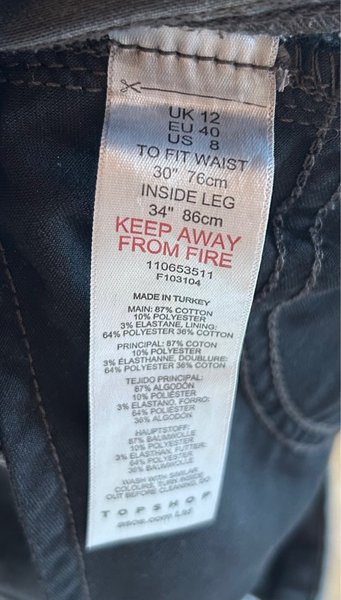 UK 12
EU 40
US 8
TO FIT WAIST
30" 76cm
INSIDE LEG
34" 86cm
KEEP AWAY
FROM FIRE
110653511
F103104
MADE IN TURKEY
MAIN: 87% COTTON
10% POLYESTER
3% ELASTANE, LINING:
64% POLYESTER 36% COTTON
PRINCIPAL: 87% COTON
10% POLYESTER
3% ÉLASTHANNE, DOUBLURE:
64% POLYESTER 36% COTON
TEJIDO PRINCIPAL:
87% ALGODÓN
10% POLIÉSTER
3% ELASTANO, FORRO:
64% POLIÉSTER
36% ALGODÓN
HAUPTSTOFF:
87% BAUMWOLLE
10% POLYESTER
3% ELASTHAN, FUTTER:
64% POLYESTER
36% BAUMWOLLE
WASH WITH SIMILAR
COLOURS, TURN INSIDE
OUT BEFORE CLEANING, DO
TOPSHOP
asos.com Ltd